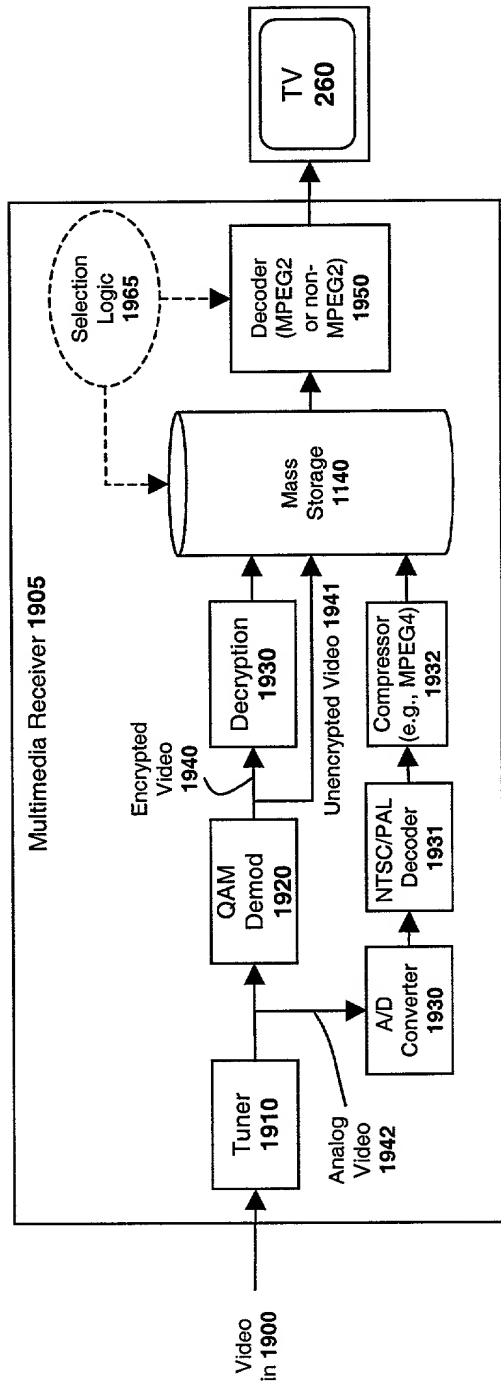 Multimedia Receiver 1905
Video
in 1900
Tuner
1910
Analog
Video
1942
QAM
Demod
1920
Encrypted
Video
1940
Decryption
1930
Unencrypted Video 1941
A/D
Converter
1930
NTSC/PAL
Decoder
1931
Compressor
(e.g., MPEG4)
1932
Mass
Storage
1140
Selection
Logic
1965
Decoder
(MPEG2
or non-
MPEG2)
1950
TV
260